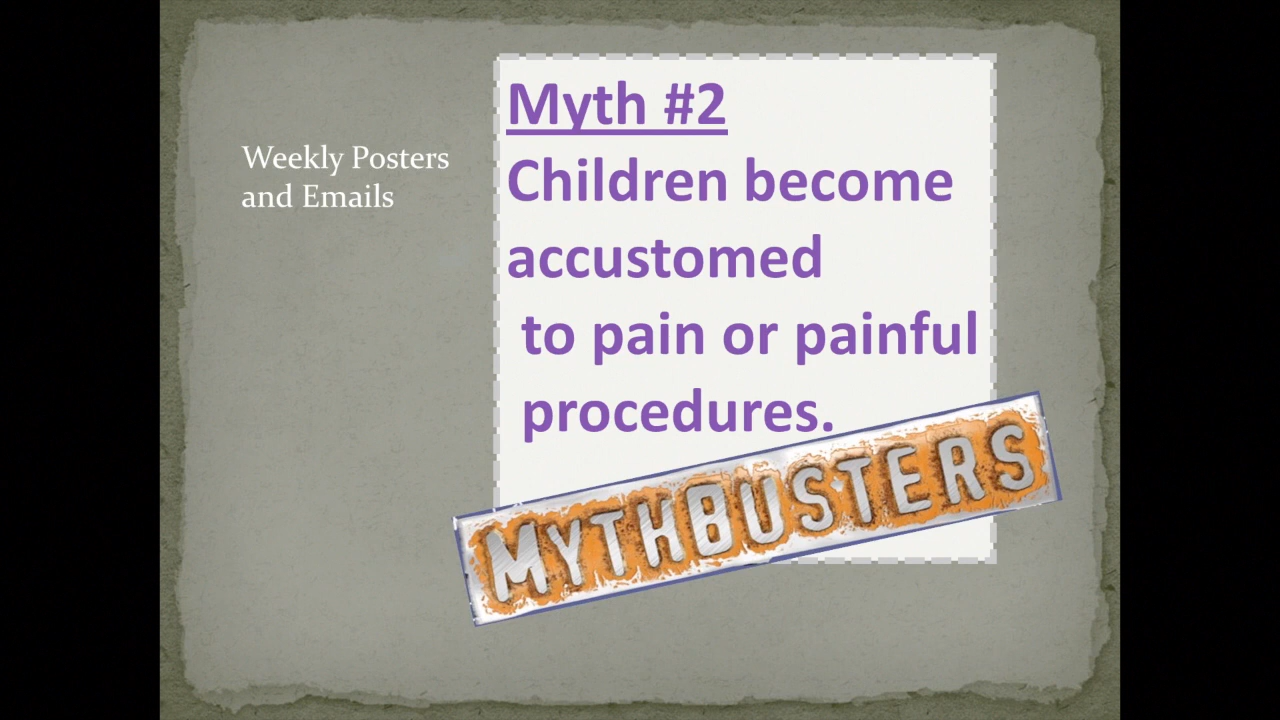 Weekly Posters
and Emails
Myth #2
Children become
accustomed
to pain or painful
procedures.
MYTHBUSTERS